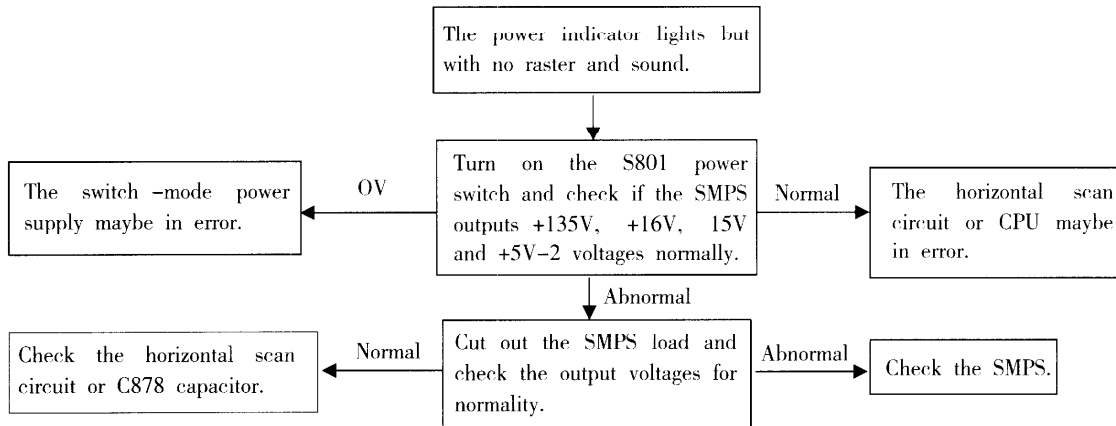 The power indicator lights but
with no raster and sound.
Turn on the S801 power
switch and check if the SMPS
outputs +135V, +16V, 15V
and +5V-2 voltages normally.
OV
The switch -mode power
supply maybe in error.
Normal
The horizontal scan
circuit or CPU maybe
in error.
Abnormal
Cut out the SMPS load and
check the output voltages for
normality.
Normal
Check the horizontal scan
circuit or C878 capacitor.
Abnormal
Check the SMPS.